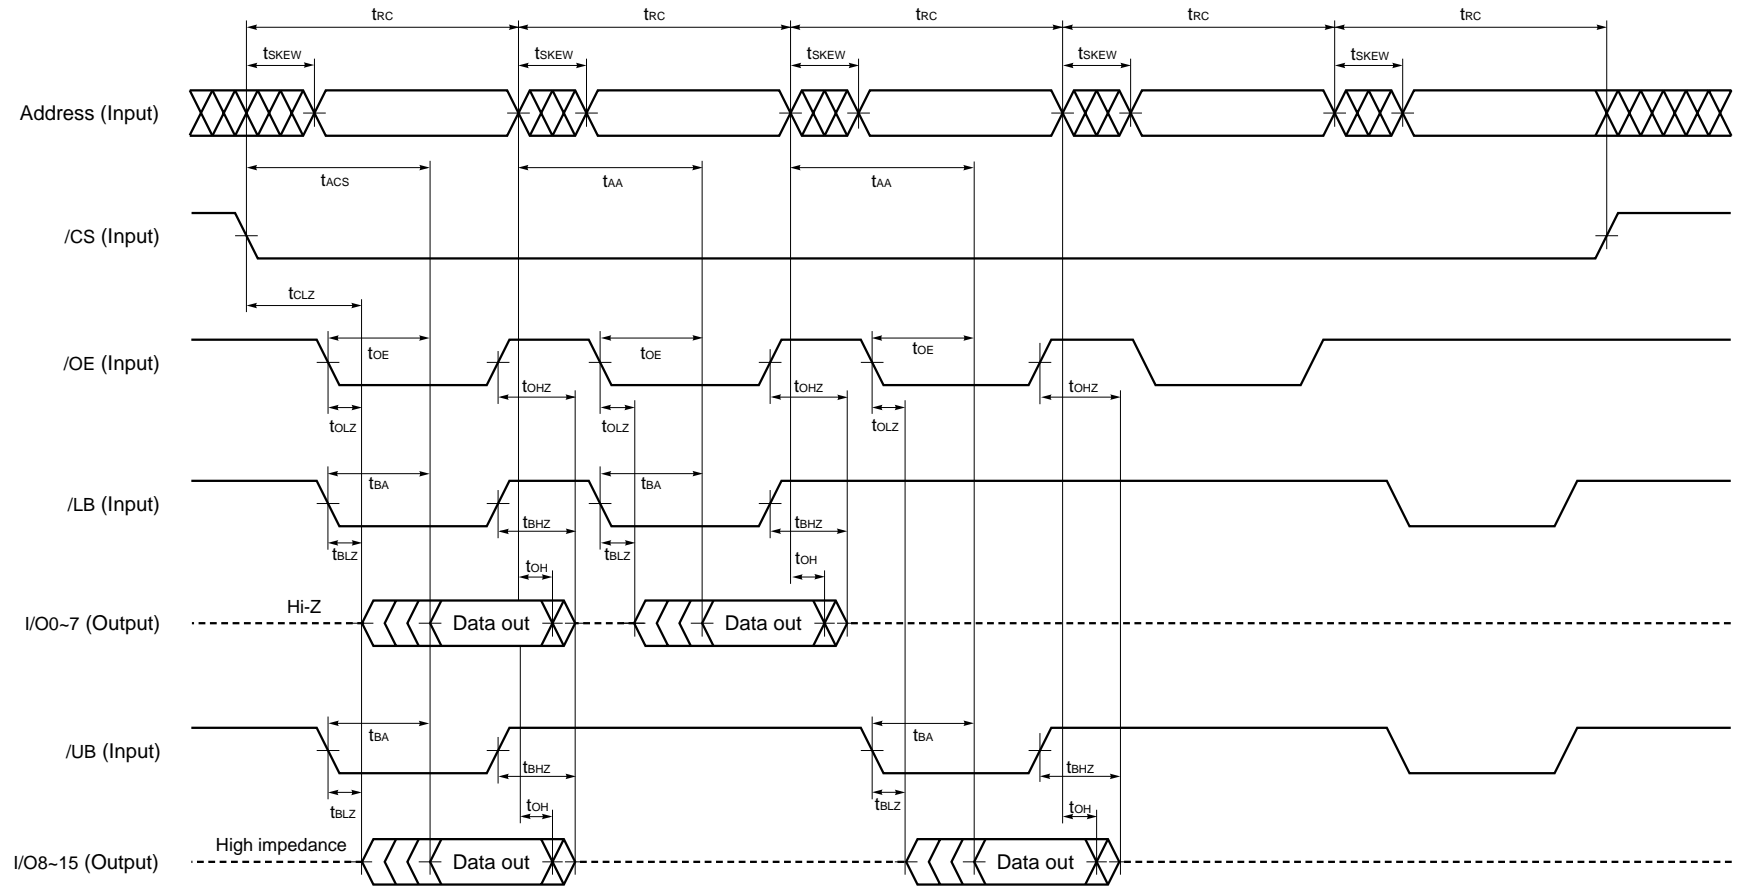 tRC tRC tRC tRC tRC
tSKEW tSKEW tSKEW tSKEW tSKEW
Address (Input)
tACS tAA tAA
/CS (Input)
tCLZ
tOE tOE tOE
/OE (Input)
tOHZ tOHZ tOHZ
tOLZ tOLZ tOLZ
tBA tBA
/LB (Input)
tBHZ tBHZ
tBLZ tBLZ
tOH tOH
Hi-Z
I/O0~7 (Output) Data out Data out
tBA tBA
/UB (Input)
tBHZ tBHZ
tBLZ tBLZ
tOH tOH
High impedance
I/O8~15 (Output) Data out Data out